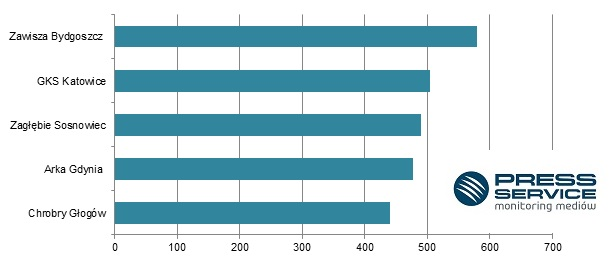 Zawisza Bydgoszcz
GKS Katowice
Zagłębie Sosnowiec
Arka Gdynia
Chrobry Głogów
0 100 200 300 400 500 600 700
PRESS
SERVICE
monitoring mediów